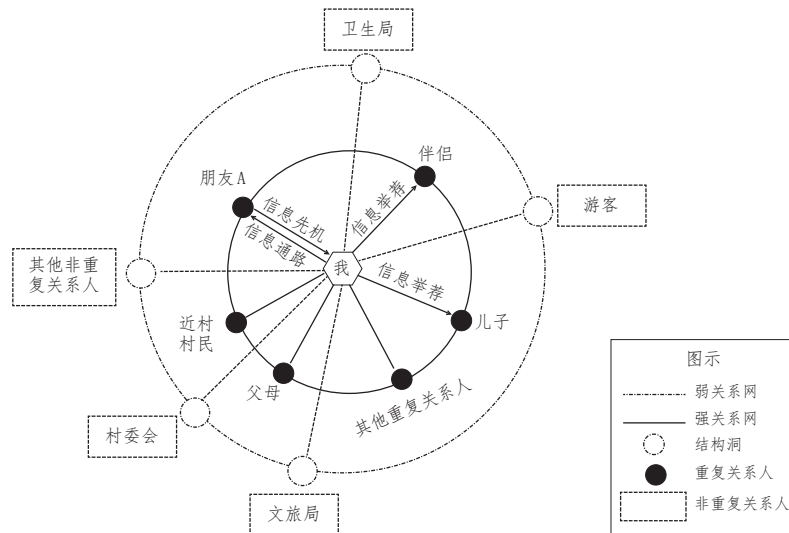 卫生局
伴侣
朋友A
信息举荐
信息先机
信息通路
游客
其他非重
复关系人
我
信息举荐
近村
村民
儿子
父母
其他重复关系人
村委会
文旅局
图示
弱关系网
强关系网
结构洞
重复关系人
非重复关系人